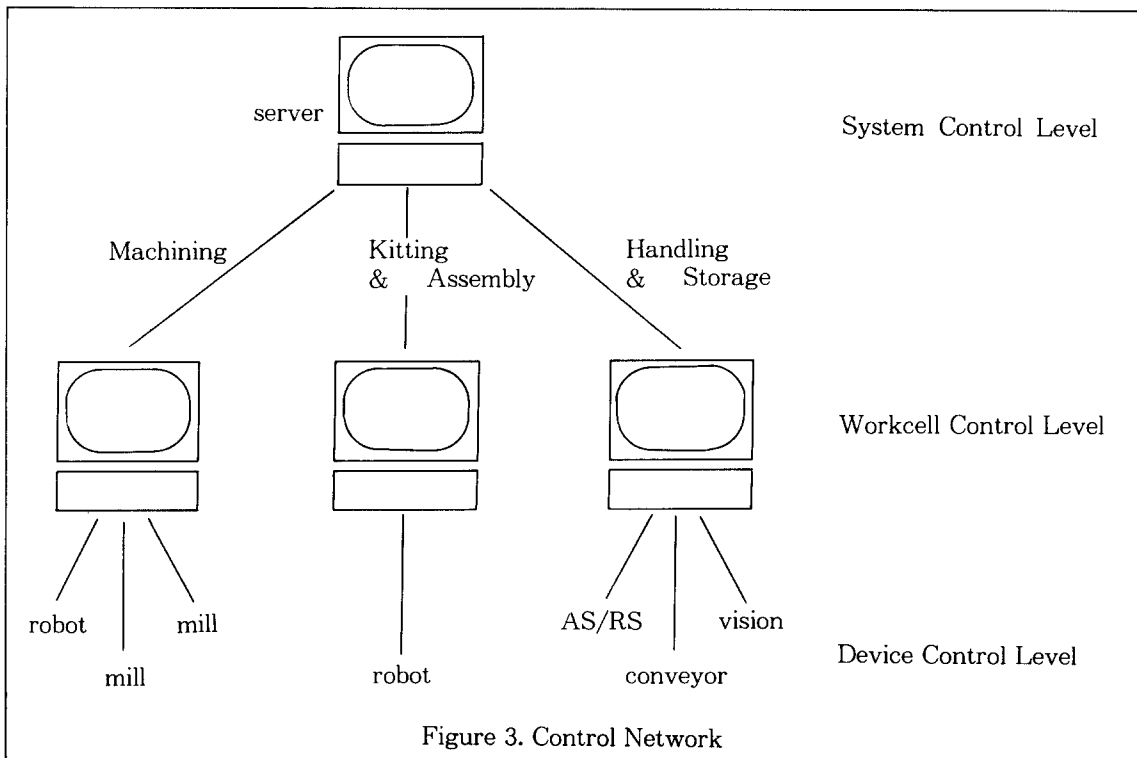 server
System Control Level
Machining
Kitting
& Assembly
Handling
& Storage
Workcell Control Level
robot
mill
mill
robot
AS/RS
conveyor
vision
Device Control Level
Figure 3. Control Network